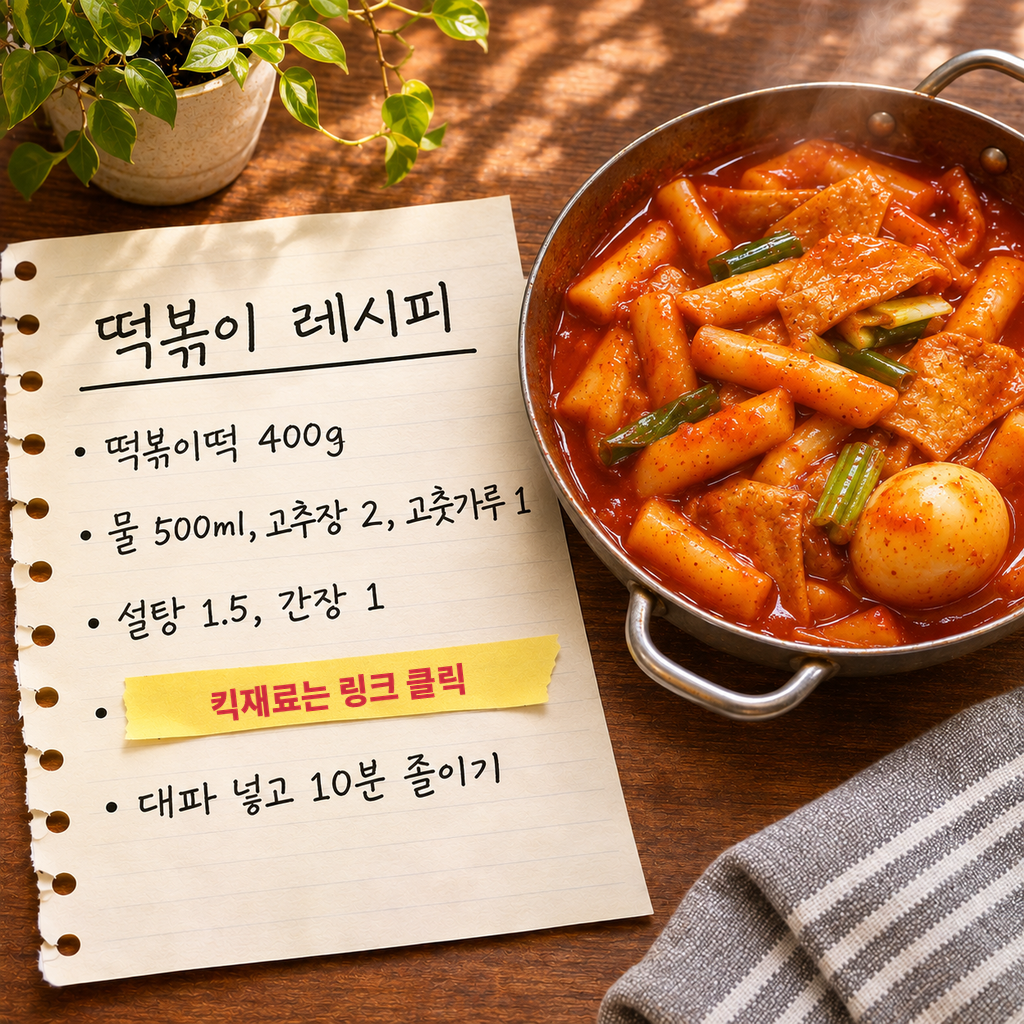 떡볶이 레시피
• 떡볶이떡 400g
• 물 500ml, 고추장 2, 고춧가루 1
• 설탕 1.5, 간장 1
• 킥재료는 링크 클릭
• 대파 넣고 10분 졸이기